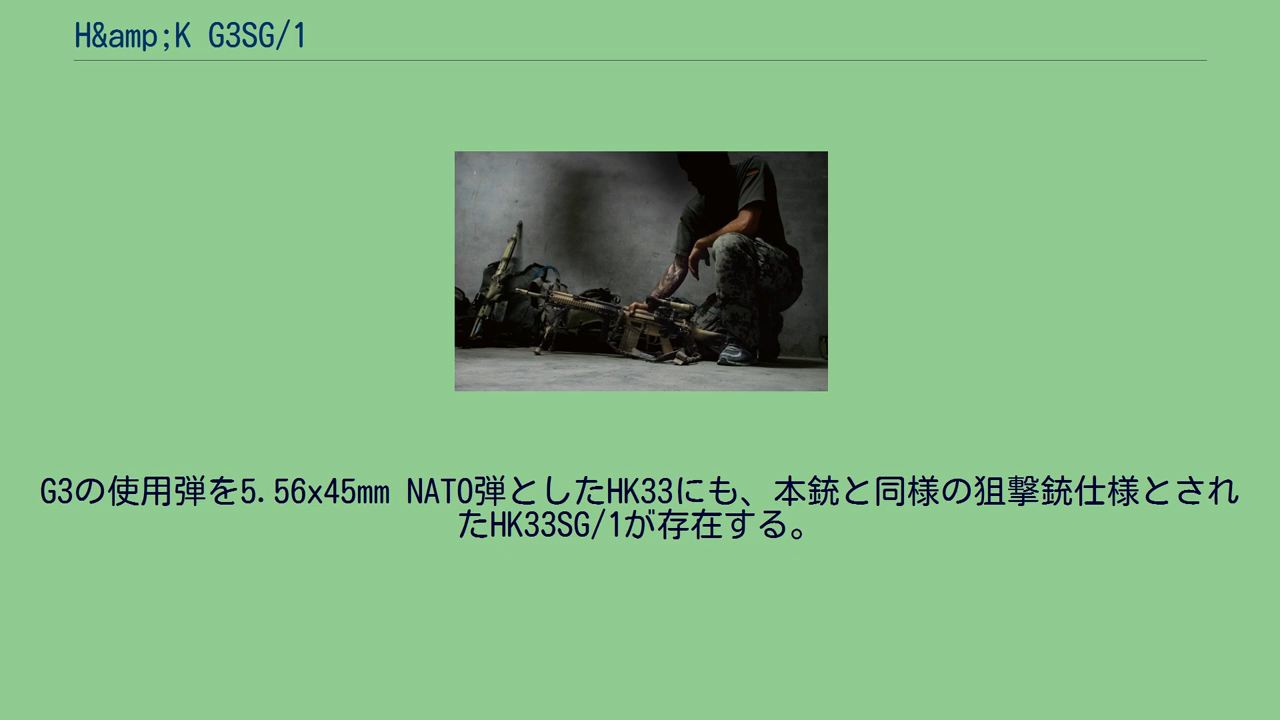 H&amp;K G3SG/1
G3の使用弾を5.56x45mm NATO弾としたHK33にも、本銃と同様の狙撃銃仕様とされ
たHK33SG/1が存在する。